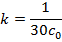 k = 1/(30c₀)